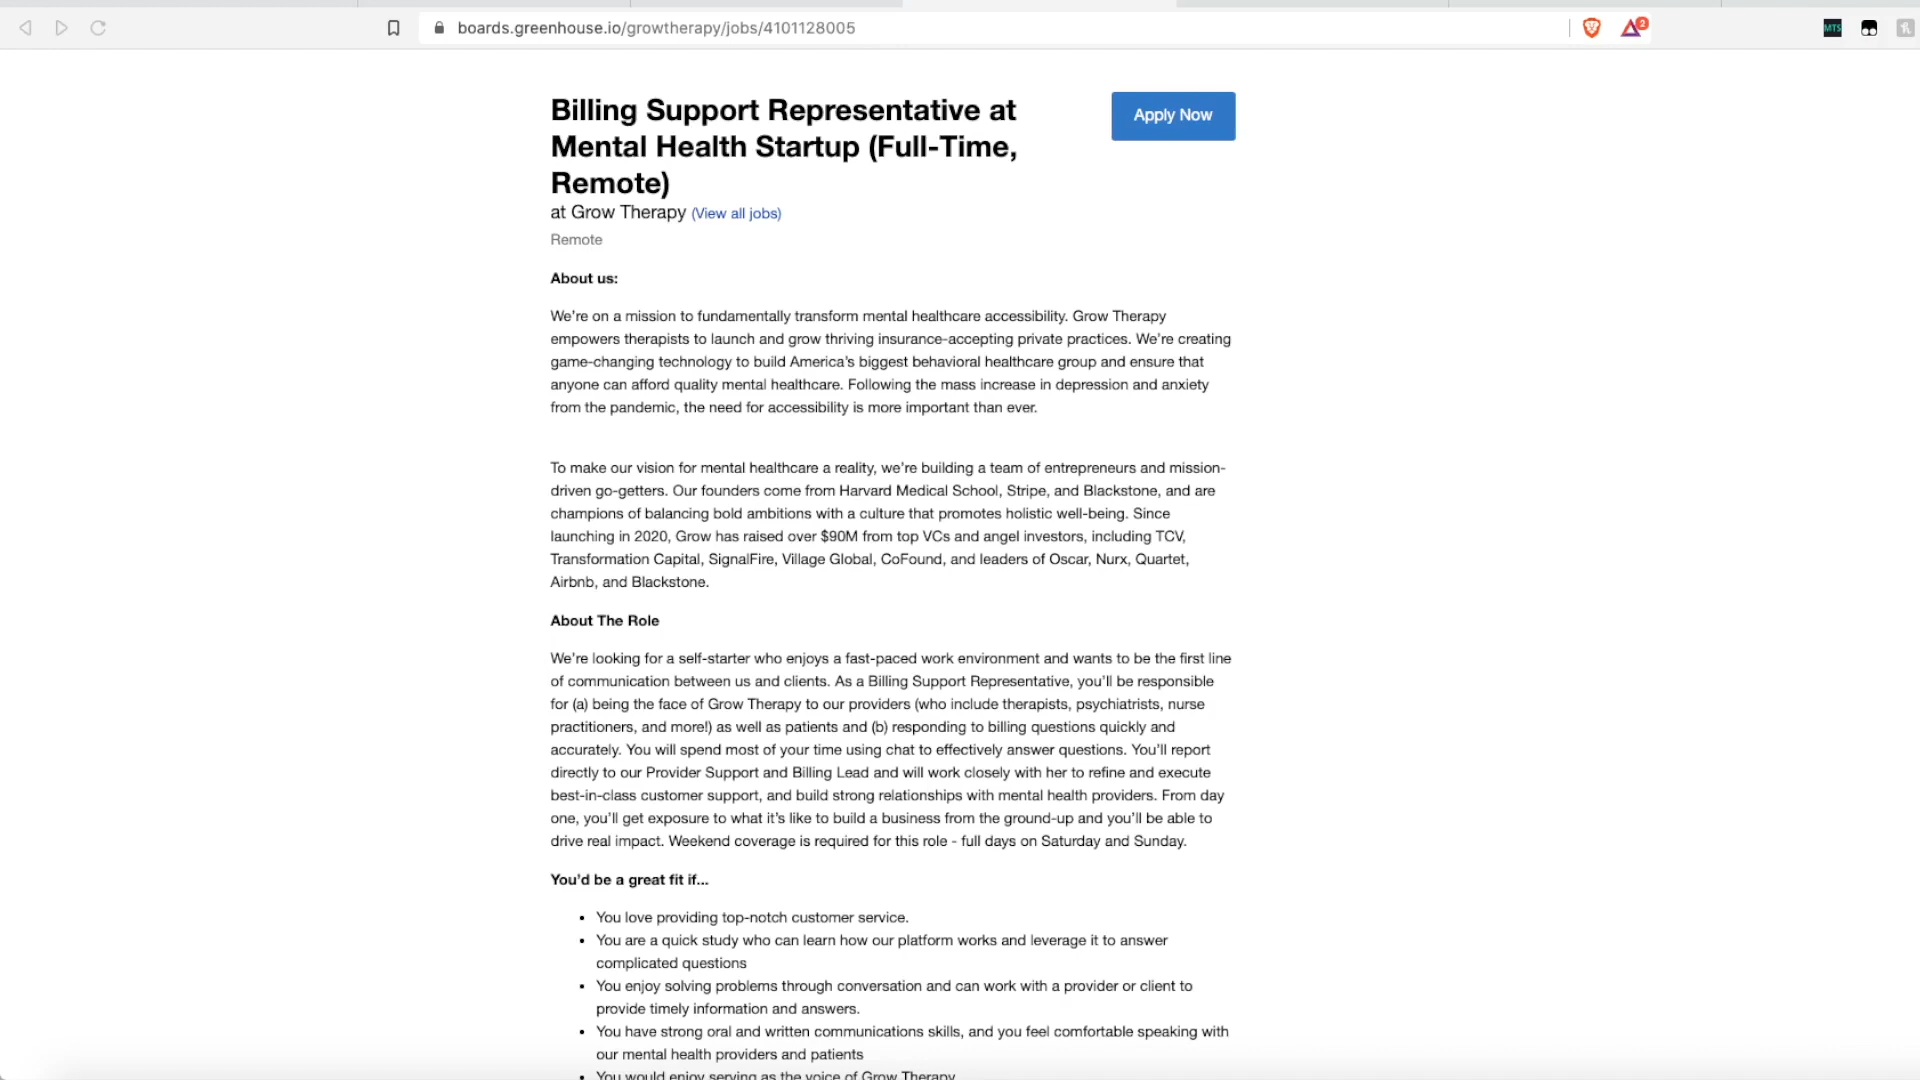 boards.greenhouse.io/growtherapy/jobs/4101128005
2
MTS
Billing Support Representative at
Mental Health Startup (Full-Time,
Remote)
Apply Now
at Grow Therapy (View all jobs)
Remote
About us:
We're on a mission to fundamentally transform mental healthcare accessibility. Grow Therapy
empowers therapists to launch and grow thriving insurance-accepting private practices. We're creating
game-changing technology to build America's biggest behavioral healthcare group and ensure that
anyone can afford quality mental healthcare. Following the mass increase in depression and anxiety
from the pandemic, the need for accessibility is more important than ever.
To make our vision for mental healthcare a reality, we're building a team of entrepreneurs and mission-
driven go-getters. Our founders come from Harvard Medical School, Stripe, and Blackstone, and are
champions of balancing bold ambitions with a culture that promotes holistic well-being. Since
launching in 2020, Grow has raised over $90M from top VCs and angel investors, including TCV,
Transformation Capital, SignalFire, Village Global, CoFound, and leaders of Oscar, Nurx, Quartet,
Airbnb, and Blackstone.
About The Role
We're looking for a self-starter who enjoys a fast-paced work environment and wants to be the first line
of communication between us and clients. As a Billing Support Representative, you'll be responsible
for (a) being the face of Grow Therapy to our providers (who include therapists, psychiatrists, nurse
practitioners, and more!) as well as patients and (b) responding to billing questions quickly and
accurately. You will spend most of your time using chat to effectively answer questions. You'll report
directly to our Provider Support and Billing Lead and will work closely with her to refine and execute
best-in-class customer support, and build strong relationships with mental health providers. From day
one, you'll get exposure to what it's like to build a business from the ground-up and you'll be able to
drive real impact. Weekend coverage is required for this role - full days on Saturday and Sunday.
You'd be a great fit if...
• You love providing top-notch customer service.
• You are a quick study who can learn how our platform works and leverage it to answer
complicated questions
• You enjoy solving problems through conversation and can work with a provider or client to
provide timely information and answers.
• You have strong oral and written communications skills, and you feel comfortable speaking with
our mental health providers and patients
• You would enjoy serving as the voice of Grow Therapy